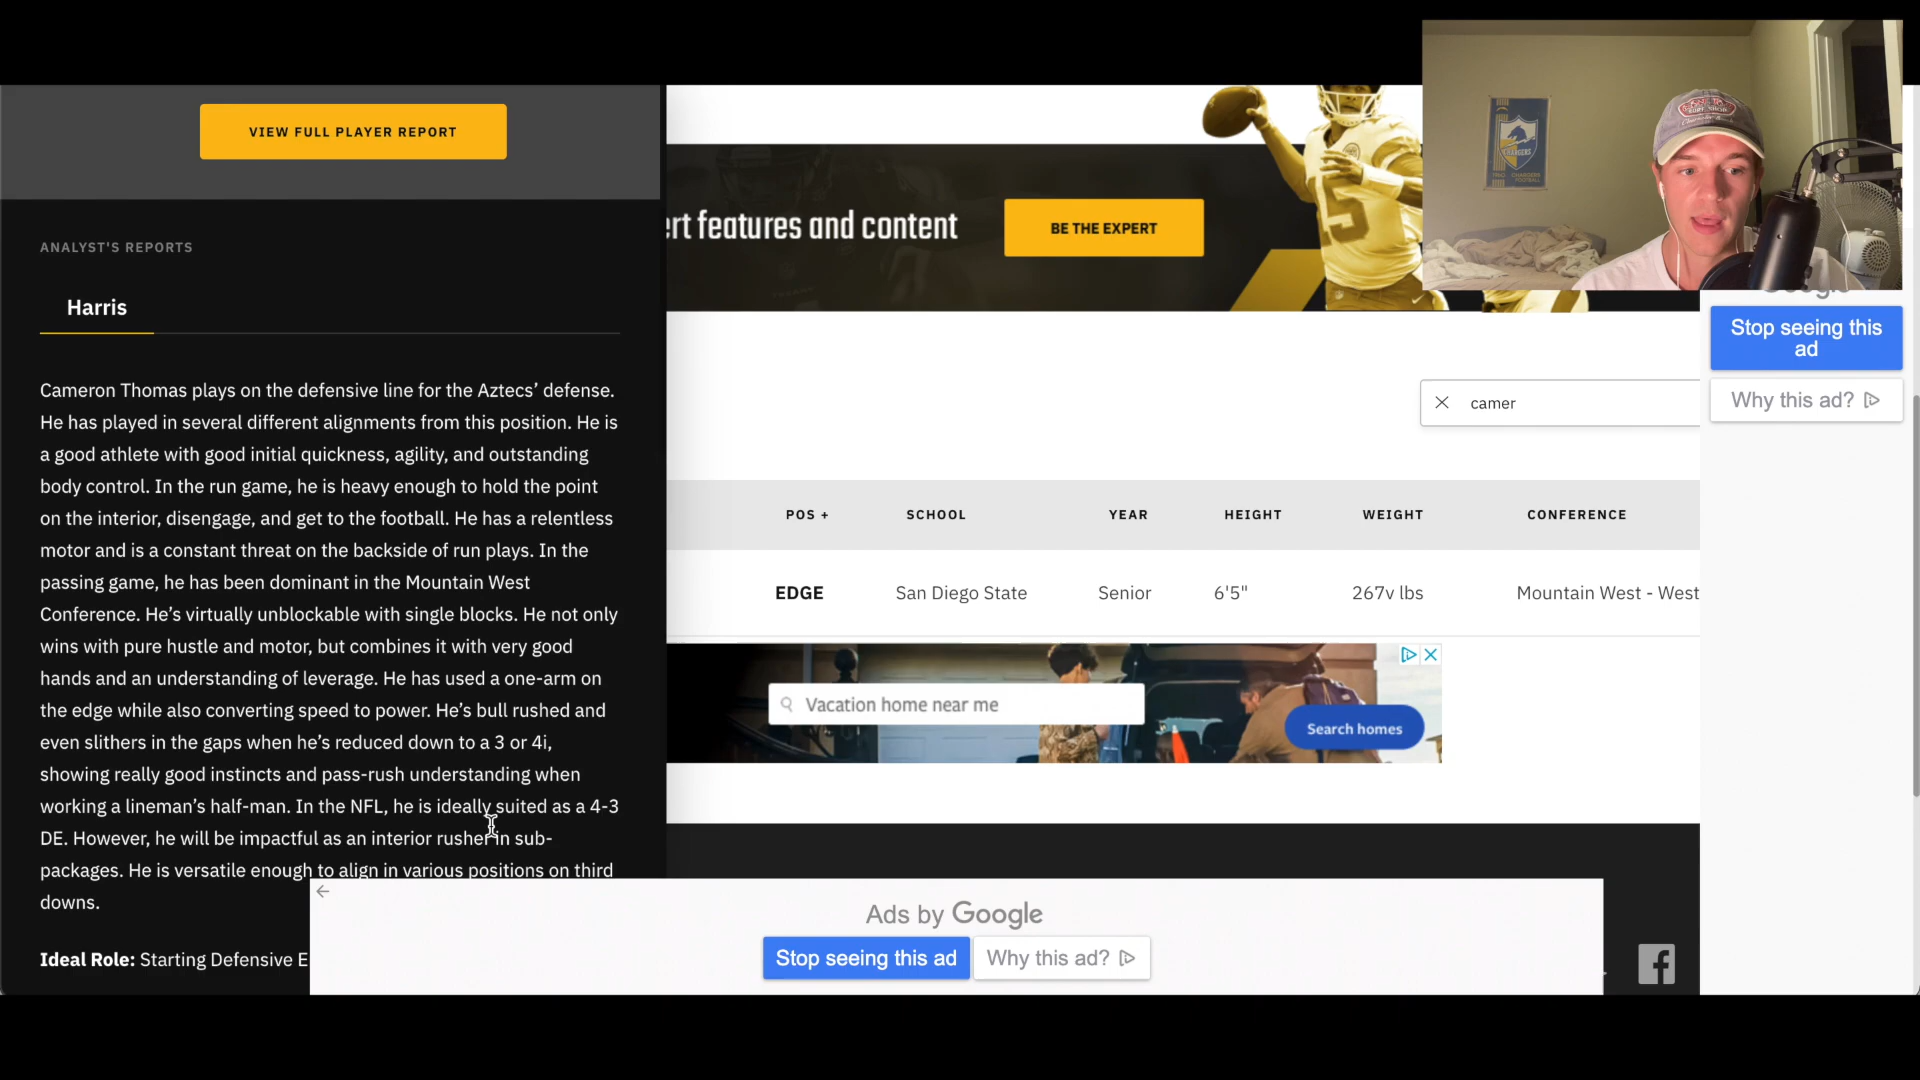 VIEW FULL PLAYER REPORT
ert features and content
BE THE EXPERT
15
CHARGERS
ANALYST'S REPORTS
Harris
Cameron Thomas plays on the defensive line for the Aztecs’ defense.
He has played in several different alignments from this position. He is
a good athlete with good initial quickness, agility, and outstanding
body control. In the run game, he is heavy enough to hold the point
on the interior, disengage, and get to the football. He has a relentless
motor and is a constant threat on the backside of run plays. In the
passing game, he has been dominant in the Mountain West
Conference. He’s virtually unblockable with single blocks. He not only
wins with pure hustle and motor, but combines it with very good
hands and an understanding of leverage. He has used a one-arm on
the edge while also converting speed to power. He’s bull rushed and
even slithers in the gaps when he’s reduced down to a 3 or 4i,
showing really good instincts and pass-rush understanding when
working a lineman’s half-man. In the NFL, he is ideally suited as a 4-3
DE. However, he will be impactful as an interior rusher in sub-
packages. He is versatile enough to align in various positions on third
downs.
Ideal Role: Starting Defensive E
Google
Stop seeing this
ad
Why this ad?
camer
POS + SCHOOL YEAR HEIGHT WEIGHT CONFERENCE
EDGE San Diego State Senior 6'5" 267v lbs Mountain West - West
Vacation home near me
Search homes
Ads by Google
Stop seeing this ad Why this ad?